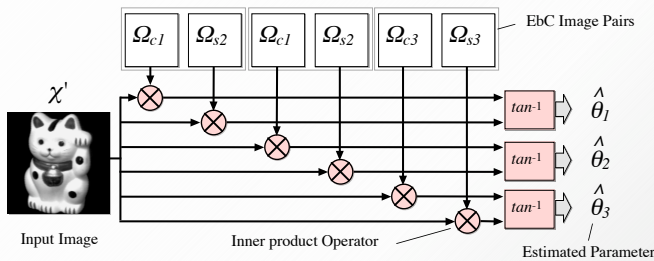 Ωc1 Ωs2 Ωc1 Ωs2 Ωc3 Ωs3
EbC Image Pairs
χ'
tan-1 θ̂1
tan-1 θ̂2
tan-1 θ̂3
Input Image
Inner product Operator
Estimated Parameter